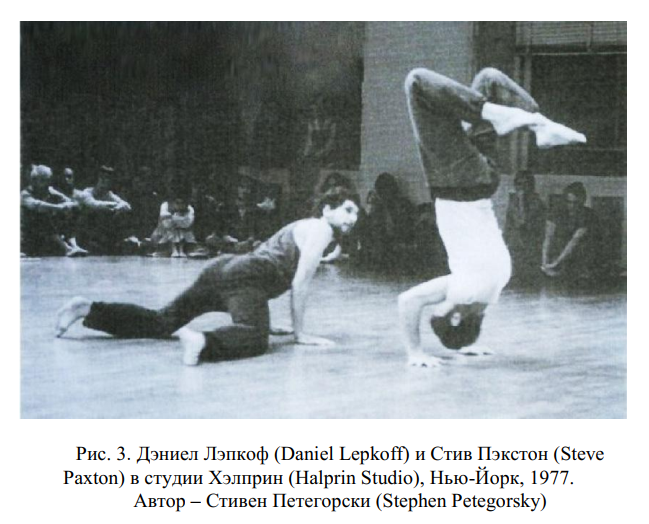 Рис. 3. Дэниел Лэпкоф (Daniel Lepkoff) и Стив Пэкстон (Steve
Paxton) в студии Хэлприн (Halprin Studio), Нью-Йорк, 1977.
Автор – Стивен Петегорски (Stephen Petegorsky)